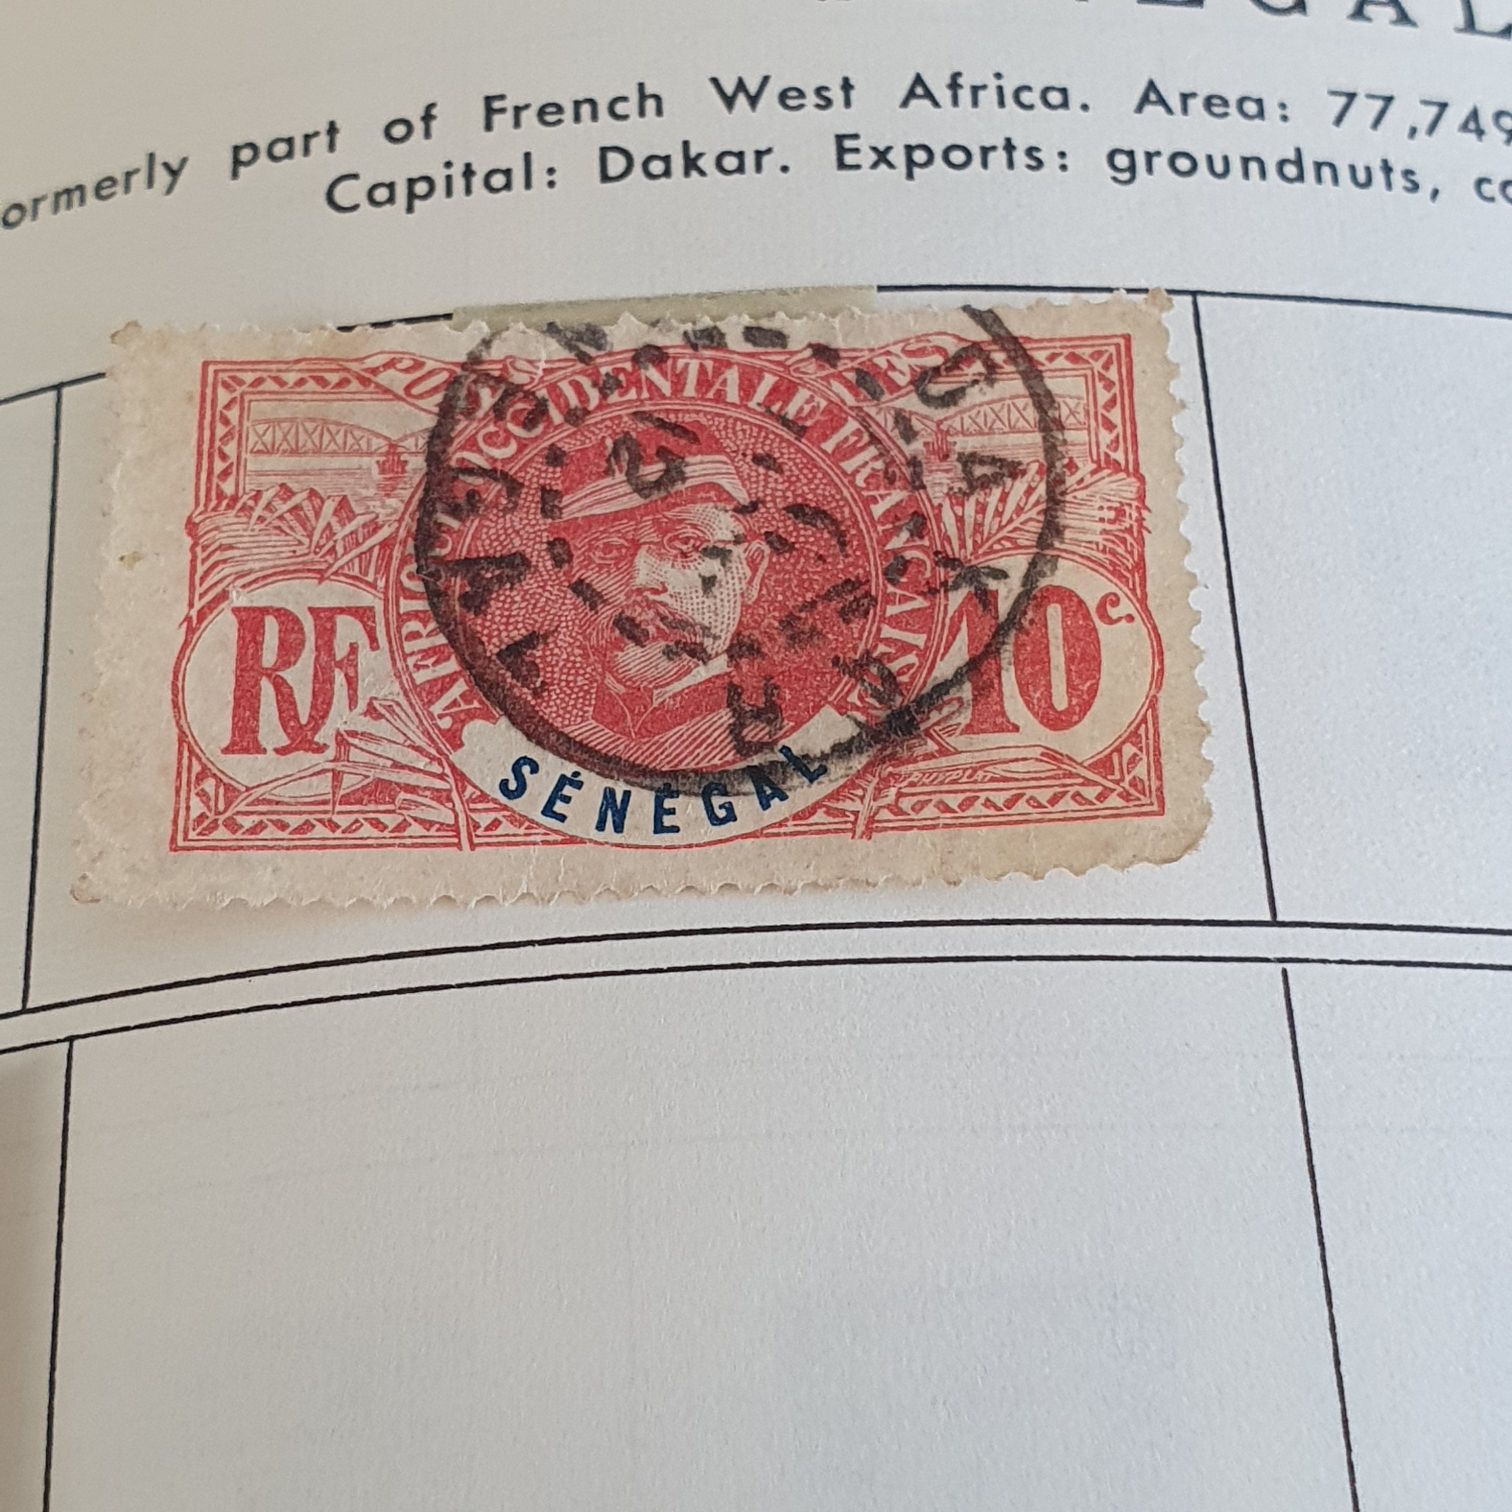 EGAL
ormerly part of French West Africa. Area: 77,749
Capital: Dakar. Exports: groundnuts, co
AFRIQUE OCCIDENTALE FRANÇAISE
RF
10c.
SÉNÉGAL
DAKAR